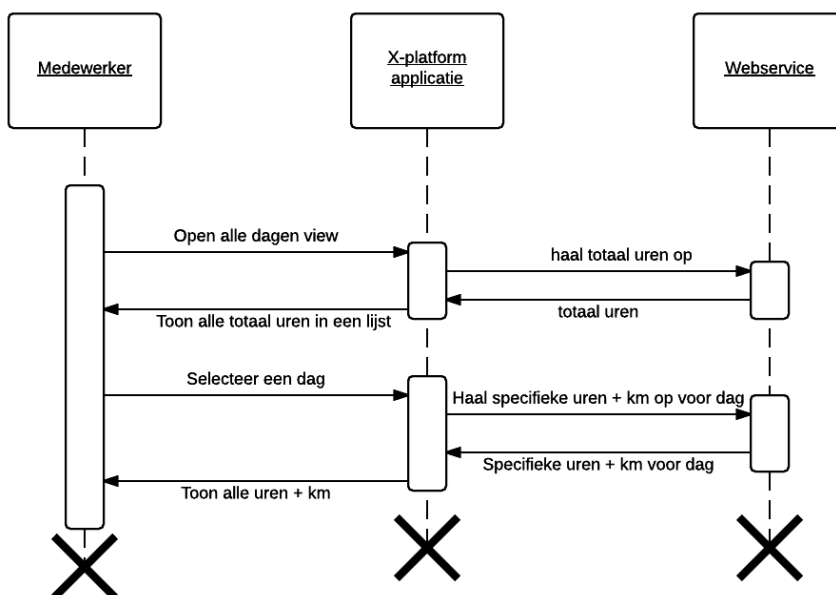 Medewerker
X-platform
applicatie
Webservice
Open alle dagen view
haal totaal uren op
totaal uren
Toon alle totaal uren in een lijst
Selecteer een dag
Haal specifieke uren + km op voor dag
Specifieke uren + km voor dag
Toon alle uren + km